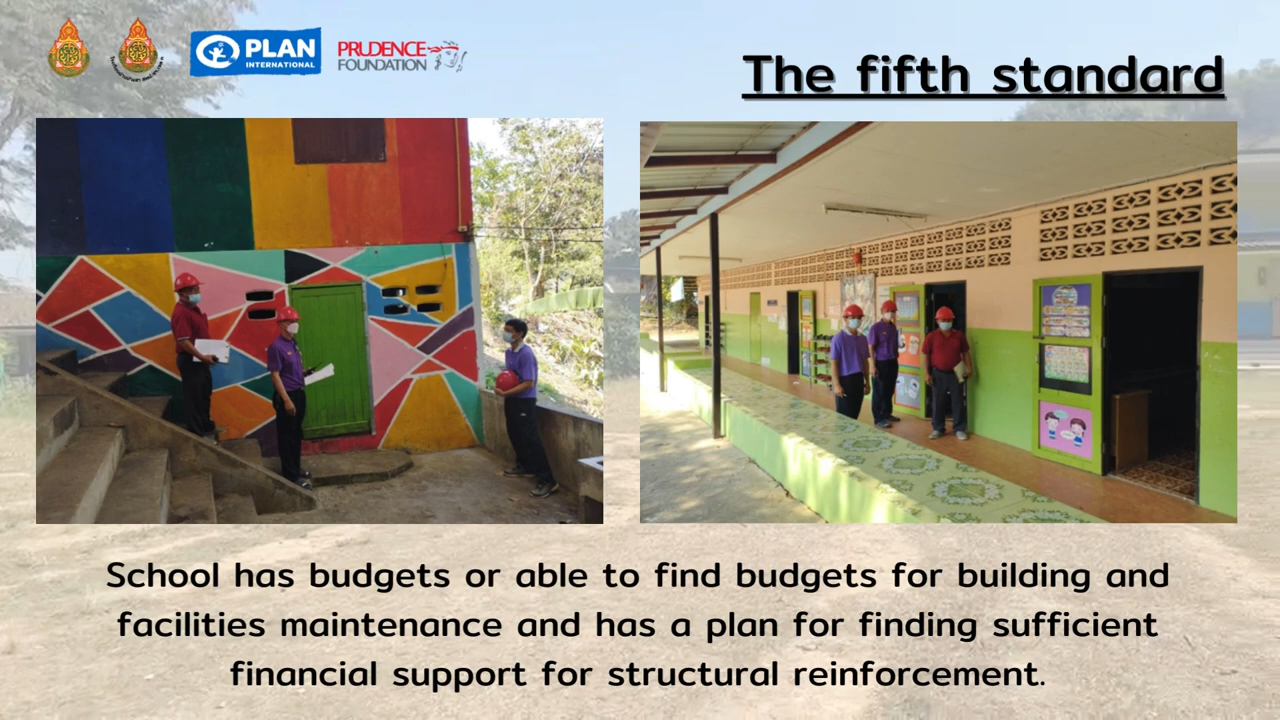 PLAN
INTERNATIONAL
PRUDENCE
FOUNDATION
The fifth standard
School has budgets or able to find budgets for building and
facilities maintenance and has a plan for finding sufficient
financial support for structural reinforcement.